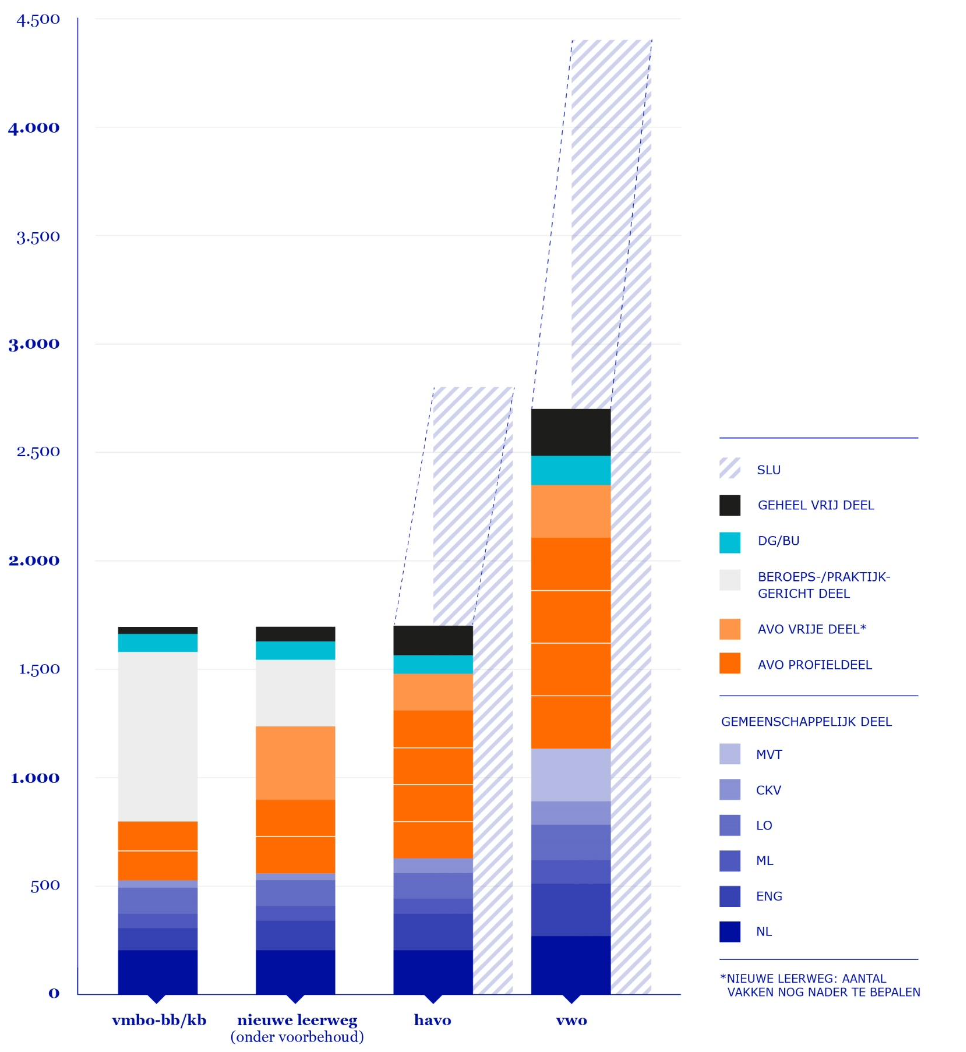 4.500
4.000
3.500
3.000
2.500
2.000
1.500
1.000
500
0
vmbo-bb/kb
nieuwe leerweg
(onder voorbehoud)
havo
vwo
SLU
GEHEEL VRIJ DEEL
DG/BU
BEROEPS-/PRAKTIJK-
GERICHT DEEL
AVO VRIJE DEEL*
AVO PROFIELDEEL
GEMEENSCHAPPELIJK DEEL
MVT
CKV
LO
ML
ENG
NL
*NIEUWE LEERWEG: AANTAL
VAKKEN NOG NADER TE BEPALEN